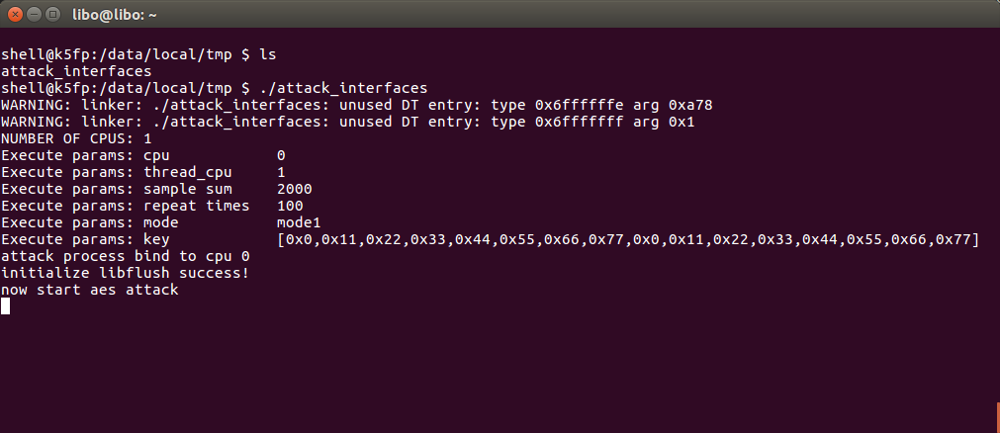 libo@libo: ~
shell@k5fp:/data/local/tmp $ ls
attack_interfaces
shell@k5fp:/data/local/tmp $ ./attack_interfaces
WARNING: linker: ./attack_interfaces: unused DT entry: type 0x6ffffffe arg 0xa78
WARNING: linker: ./attack_interfaces: unused DT entry: type 0x6fffffff arg 0x1
NUMBER OF CPUS: 1
Execute params: cpu            0
Execute params: thread_cpu     1
Execute params: sample sum     2000
Execute params: repeat times   100
Execute params: mode           mode1
Execute params: key            [0x0,0x11,0x22,0x33,0x44,0x55,0x66,0x77,0x0,0x11,0x22,0x33,0x44,0x55,0x66,0x77]
attack process bind to cpu 0
initialize libflush success!
now start aes attack